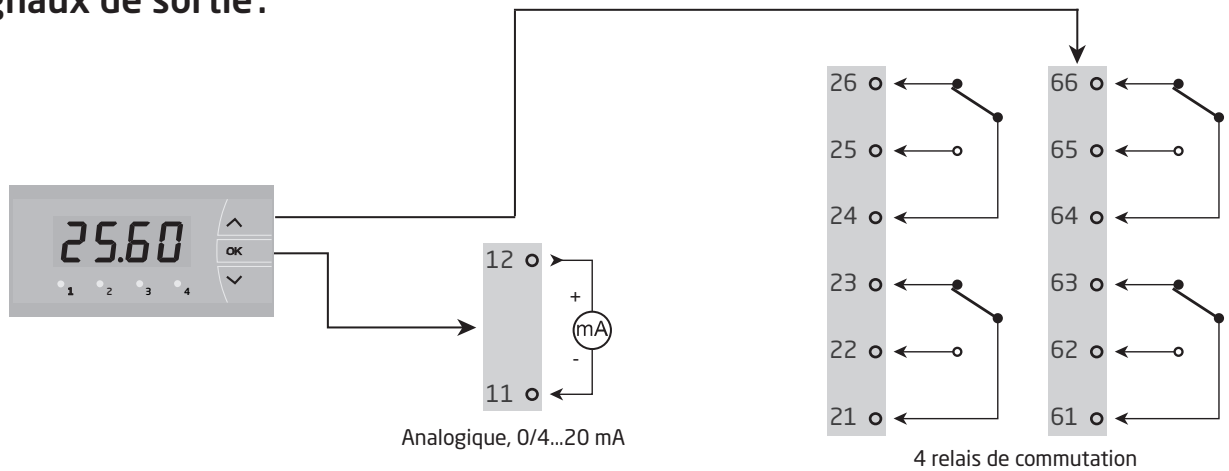 gnaux de sortie :
25.60
OK
1 2 3 4
12
+
mA
-
11
Analogique, 0/4...20 mA
26
25
24
23
22
21
66
65
64
63
62
61
4 relais de commutation